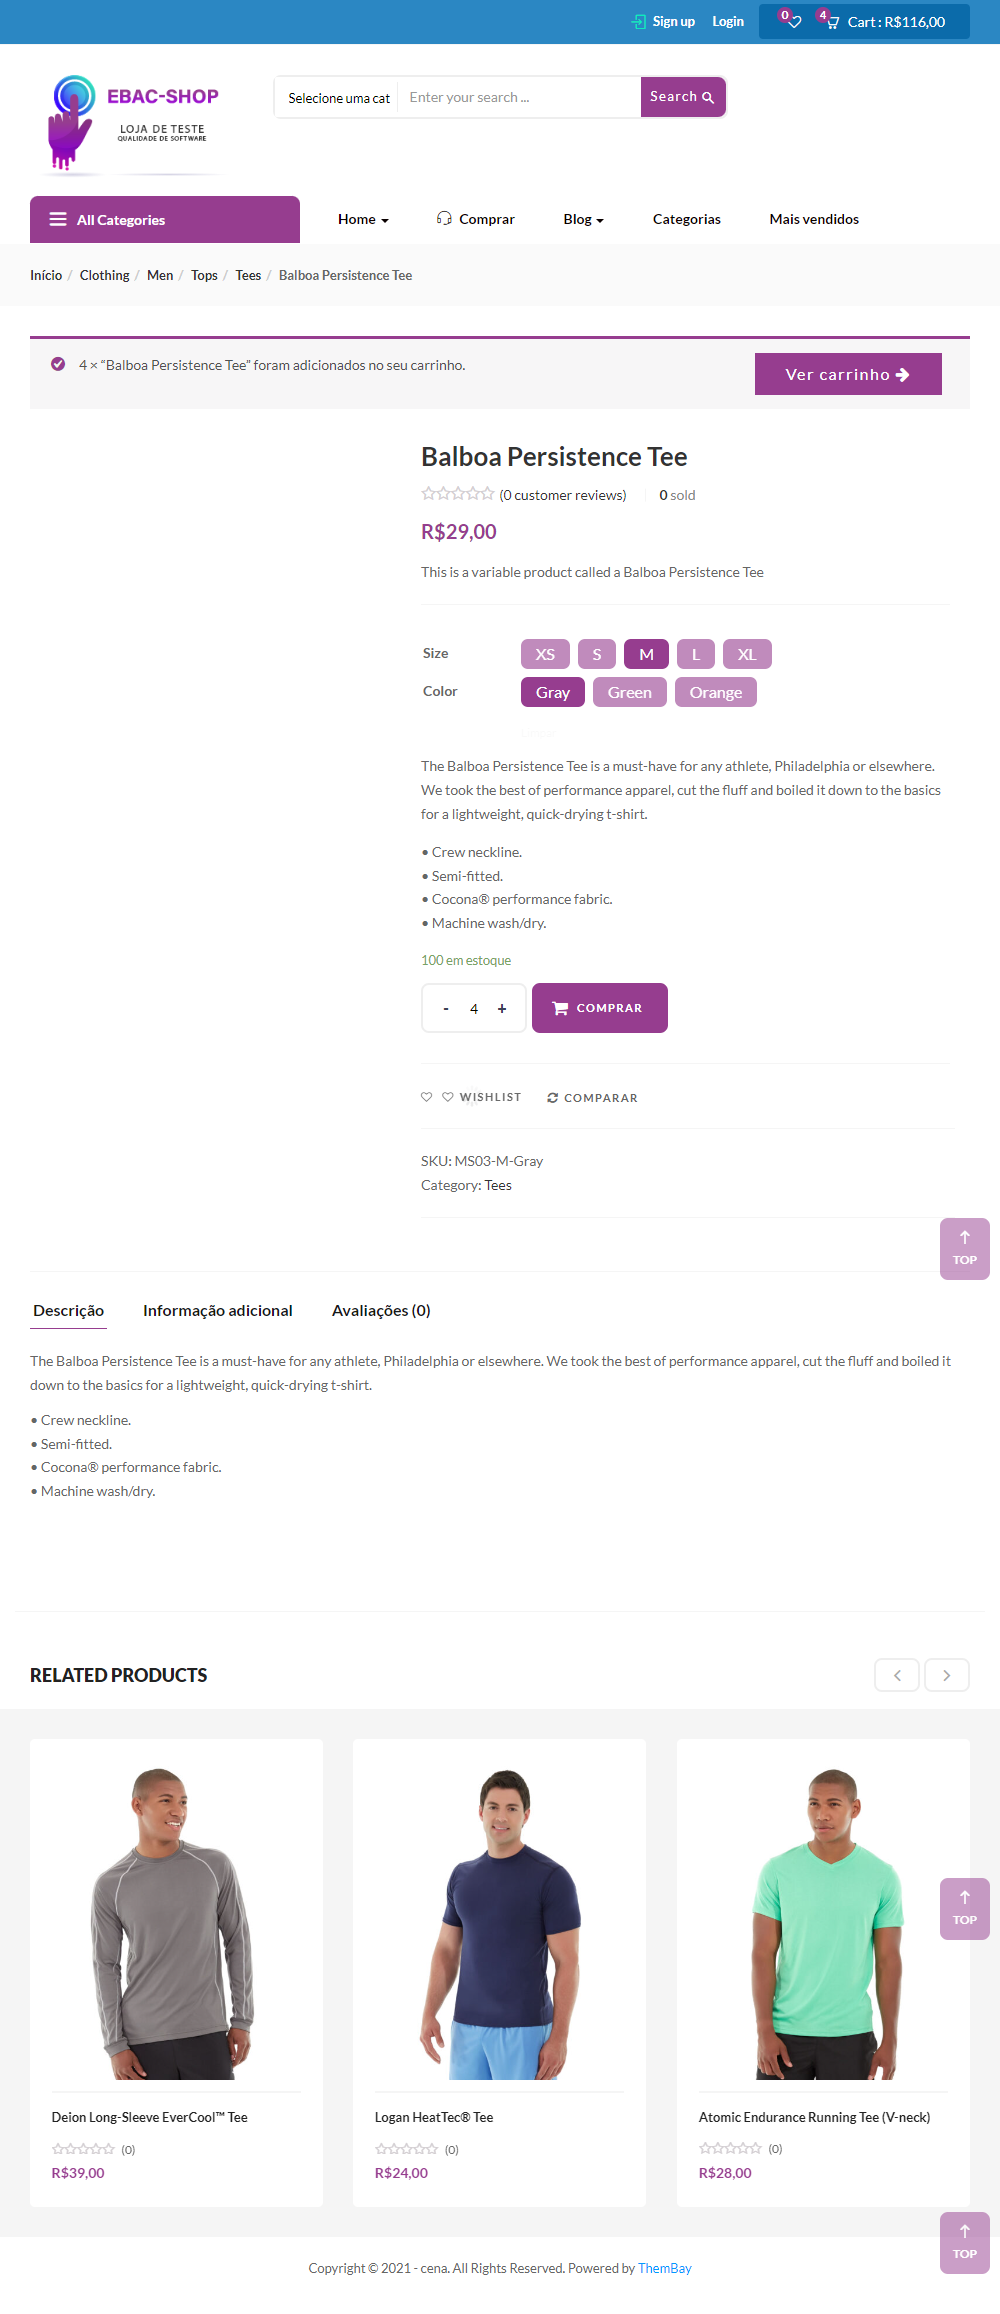 Sign up Login 0 4 Cart : R$116,00
EBAC-SHOP
LOJA DE TESTE
QUALIDADE DE SOFTWARE
Selecione uma cat Enter your search ... Search
All Categories Home Comprar Blog Categorias Mais vendidos
Início / Clothing / Men / Tops / Tees / Balboa Persistence Tee
4 × “Balboa Persistence Tee” foram adicionados no seu carrinho. Ver carrinho
Balboa Persistence Tee
(0 customer reviews) 0 sold
R$29,00
This is a variable product called a Balboa Persistence Tee
Size XS S M L XL
Color Gray Green Orange
The Balboa Persistence Tee is a must-have for any athlete, Philadelphia or elsewhere.
We took the best of performance apparel, cut the fluff and boiled it down to the basics
for a lightweight, quick-drying t-shirt.
• Crew neckline.
• Semi-fitted.
• Cocona® performance fabric.
• Machine wash/dry.
100 em estoque
- 4 + COMPRAR
WISHLIST COMPARAR
SKU: MS03-M-Gray
Category: Tees
TOP
Descrição Informação adicional Avaliações (0)
The Balboa Persistence Tee is a must-have for any athlete, Philadelphia or elsewhere. We took the best of performance apparel, cut the fluff and boiled it
down to the basics for a lightweight, quick-drying t-shirt.
• Crew neckline.
• Semi-fitted.
• Cocona® performance fabric.
• Machine wash/dry.
RELATED PRODUCTS
TOP
Deion Long-Sleeve EverCool™ Tee
(0)
R$39,00
Logan HeatTec® Tee
(0)
R$24,00
Atomic Endurance Running Tee (V-neck)
(0)
R$28,00
TOP
Copyright © 2021 - cena. All Rights Reserved. Powered by ThemBay